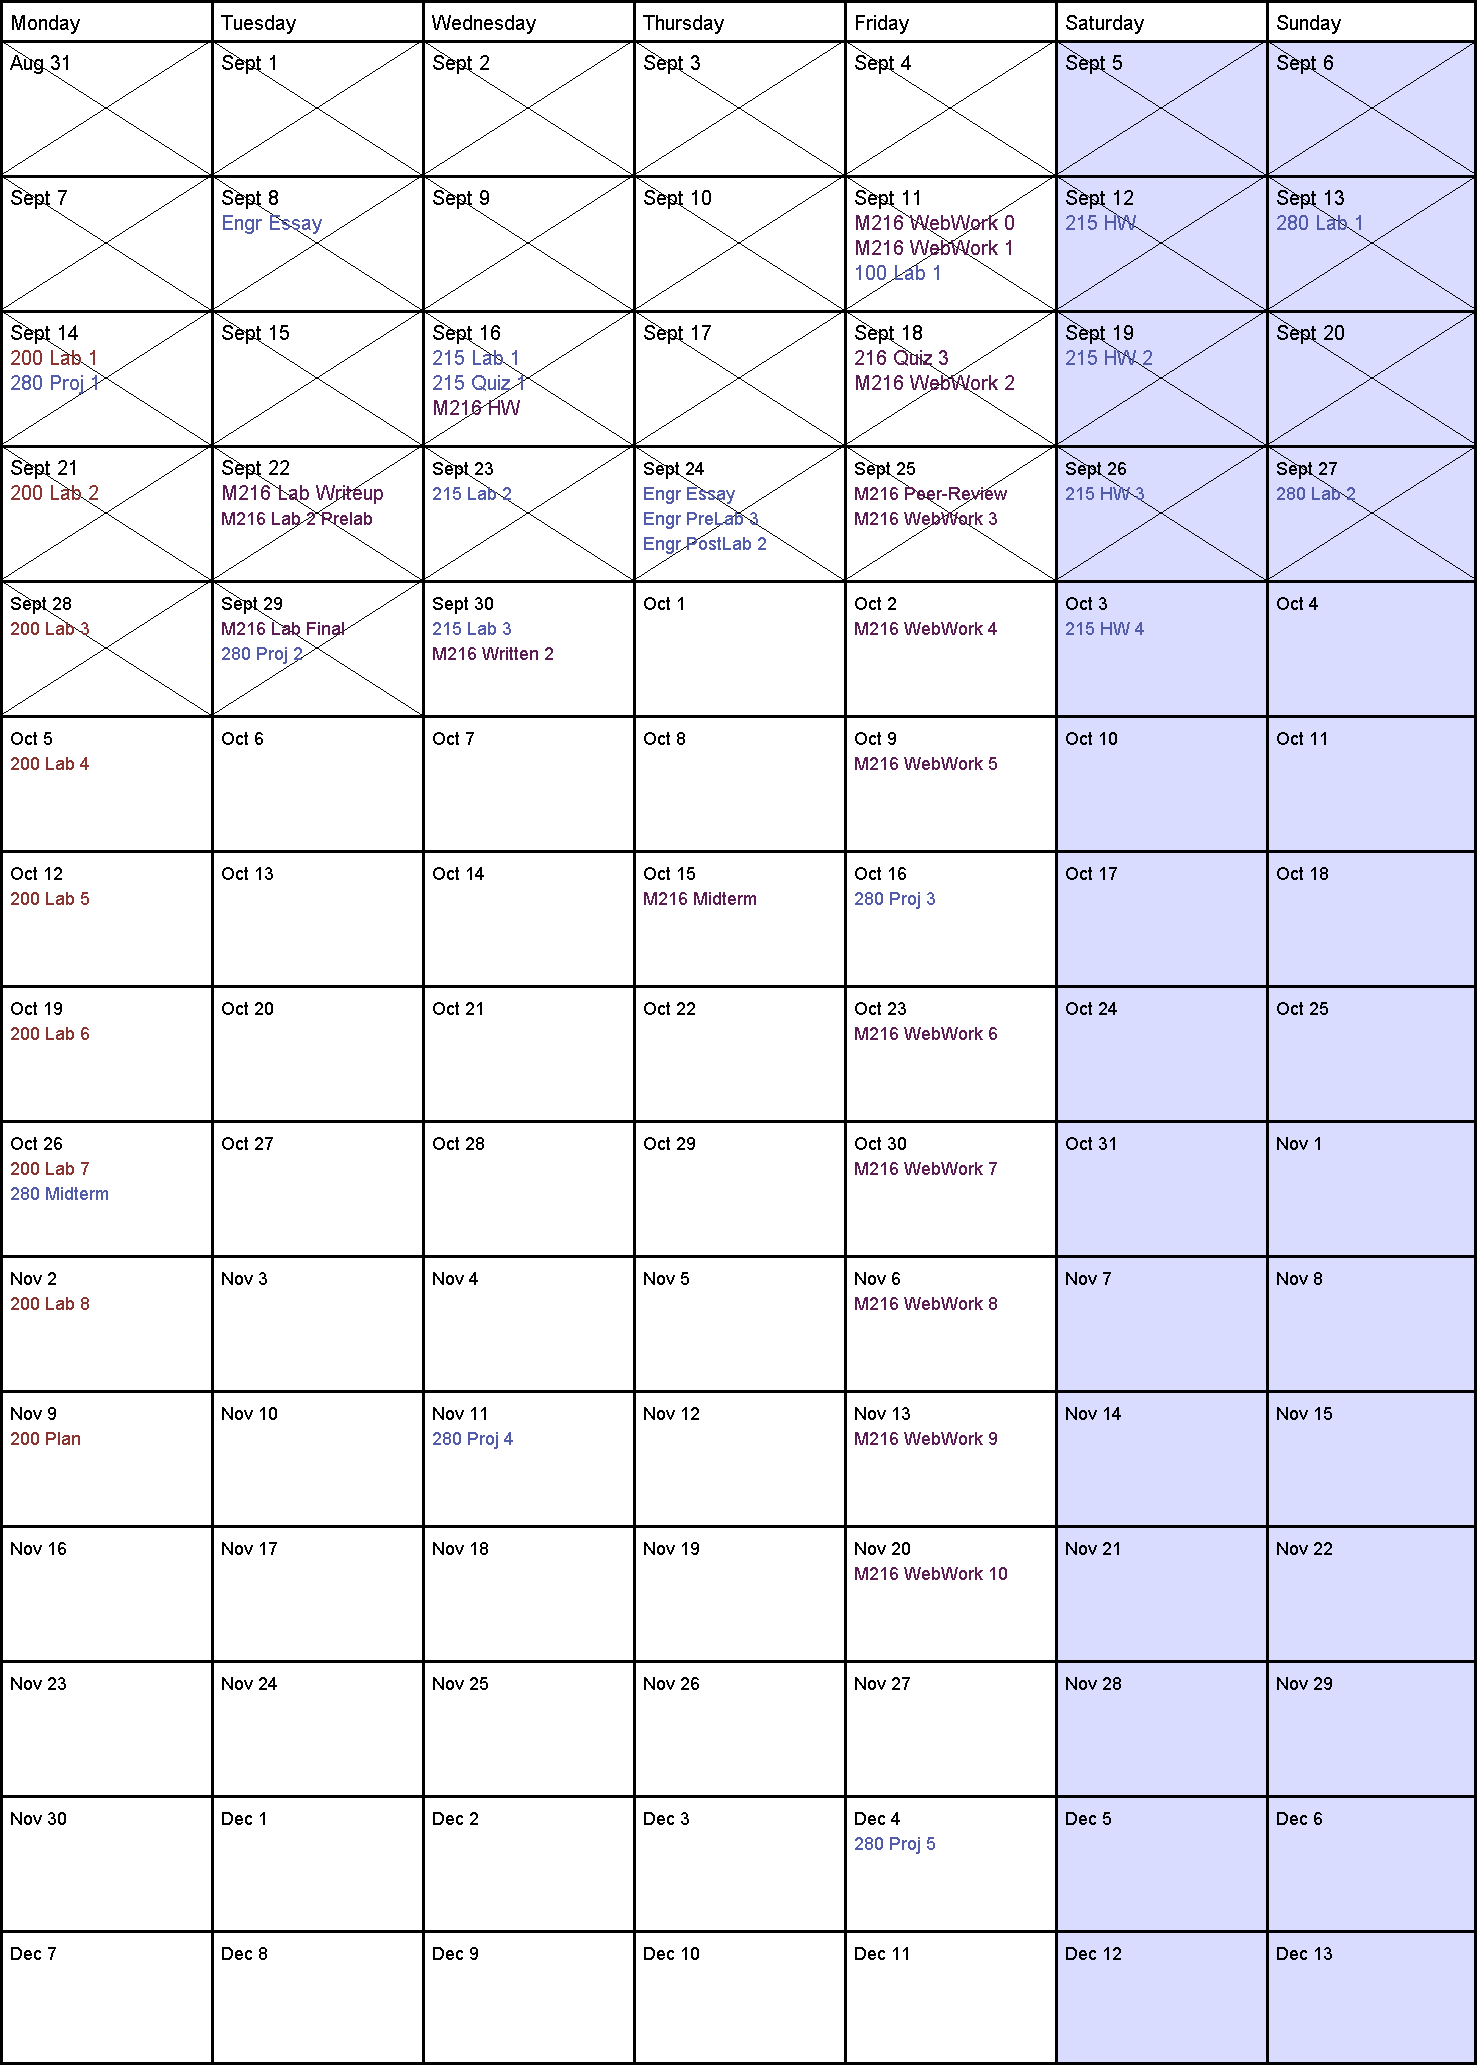 Monday
Tuesday
Wednesday
Thursday
Friday
Saturday
Sunday
Aug 31
Sept 1
Sept 2
Sept 3
Sept 4
Sept 5
Sept 6
Sept 7
Sept 8
Engr Essay
Sept 9
Sept 10
Sept 11
M216 WebWork 0
M216 WebWork 1
100 Lab 1
Sept 12
215 HW
Sept 13
280 Lab 1
Sept 14
200 Lab 1
280 Proj 1
Sept 15
Sept 16
215 Lab 1
215 Quiz 1
M216 HW
Sept 17
Sept 18
216 Quiz 3
M216 WebWork 2
Sept 19
215 HW 2
Sept 20
Sept 21
200 Lab 2
Sept 22
M216 Lab Writeup
M216 Lab 2 Prelab
Sept 23
215 Lab 2
Sept 24
Engr Essay
Engr PreLab 3
Engr PostLab 2
Sept 25
M216 Peer-Review
M216 WebWork 3
Sept 26
215 HW 3
Sept 27
280 Lab 2
Sept 28
200 Lab 3
Sept 29
M216 Lab Final
280 Proj 2
Sept 30
215 Lab 3
M216 Written 2
Oct 1
Oct 2
M216 WebWork 4
Oct 3
215 HW 4
Oct 4
Oct 5
200 Lab 4
Oct 6
Oct 7
Oct 8
Oct 9
M216 WebWork 5
Oct 10
Oct 11
Oct 12
200 Lab 5
Oct 13
Oct 14
Oct 15
M216 Midterm
Oct 16
280 Proj 3
Oct 17
Oct 18
Oct 19
200 Lab 6
Oct 20
Oct 21
Oct 22
Oct 23
M216 WebWork 6
Oct 24
Oct 25
Oct 26
200 Lab 7
280 Midterm
Oct 27
Oct 28
Oct 29
Oct 30
M216 WebWork 7
Oct 31
Nov 1
Nov 2
200 Lab 8
Nov 3
Nov 4
Nov 5
Nov 6
M216 WebWork 8
Nov 7
Nov 8
Nov 9
200 Plan
Nov 10
Nov 11
280 Proj 4
Nov 12
Nov 13
M216 WebWork 9
Nov 14
Nov 15
Nov 16
Nov 17
Nov 18
Nov 19
Nov 20
M216 WebWork 10
Nov 21
Nov 22
Nov 23
Nov 24
Nov 25
Nov 26
Nov 27
Nov 28
Nov 29
Nov 30
Dec 1
Dec 2
Dec 3
Dec 4
280 Proj 5
Dec 5
Dec 6
Dec 7
Dec 8
Dec 9
Dec 10
Dec 11
Dec 12
Dec 13